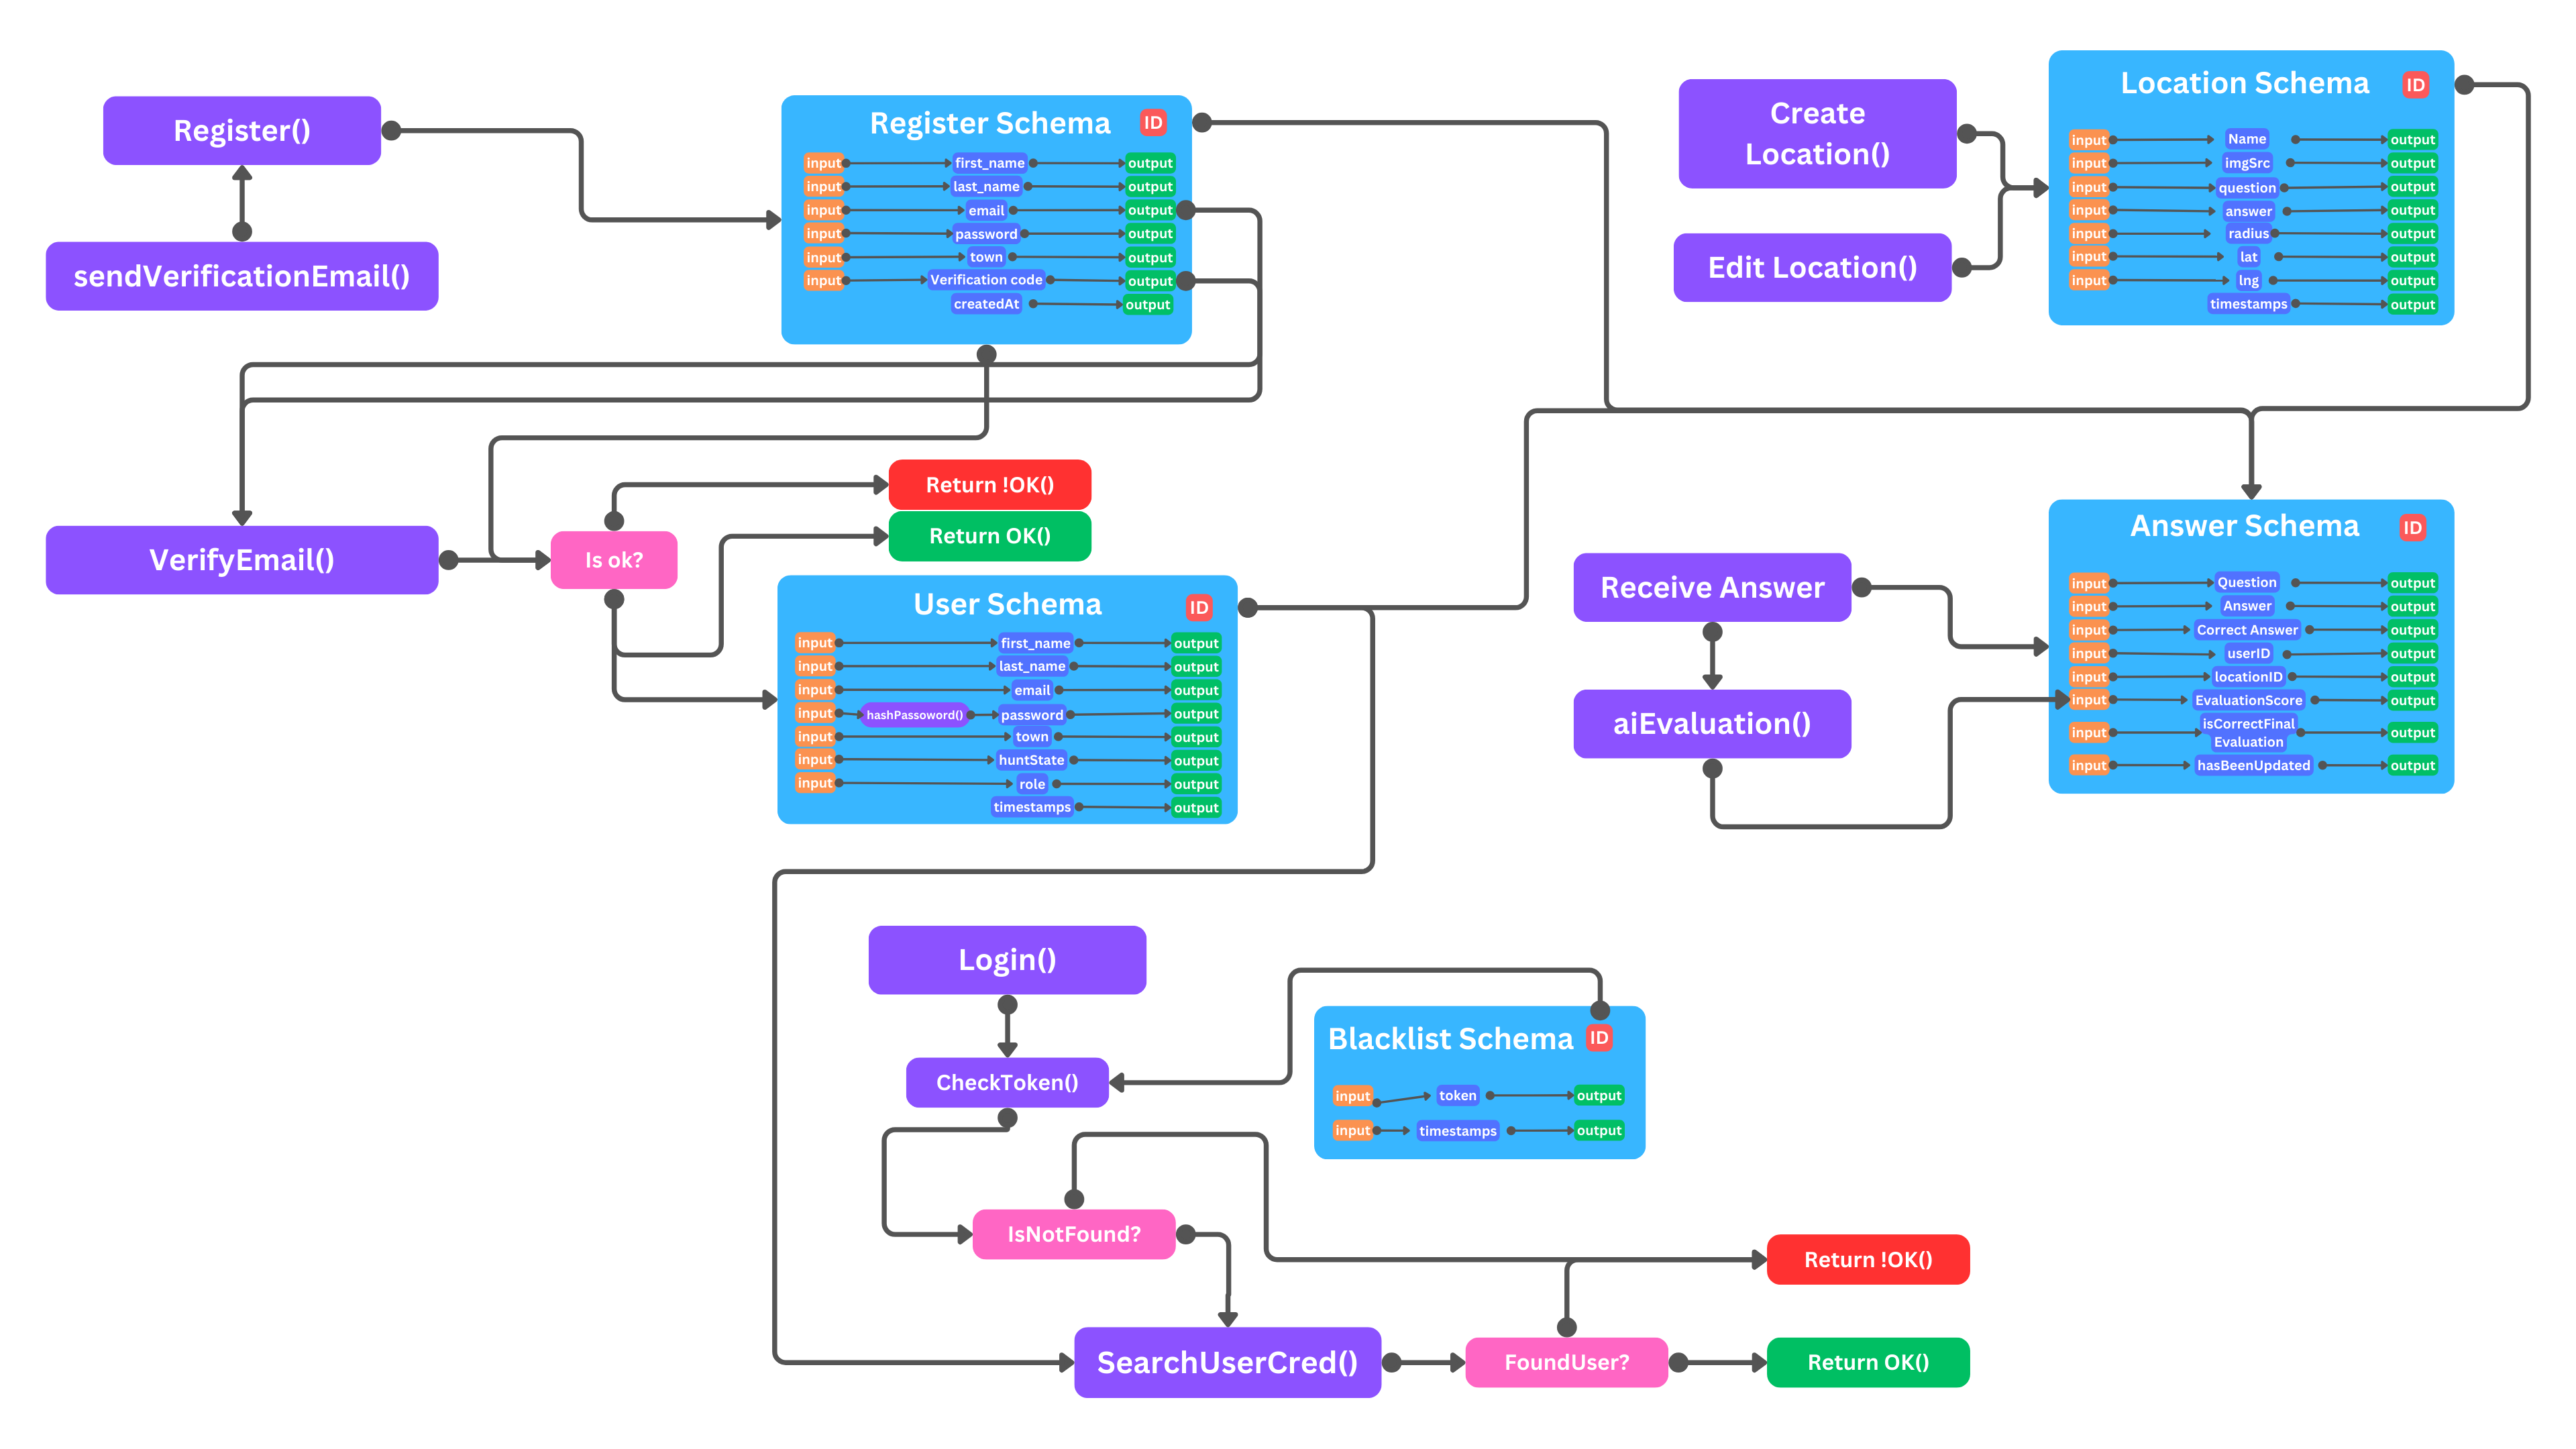 Register()
sendVerificationEmail()
Register Schema ID
input first_name output
input last_name output
input email output
input password output
input town output
input Verification code output
createdAt output
Create
Location()
Edit Location()
Location Schema ID
input Name output
input imgSrc output
input question output
input answer output
input radius output
input lat output
input lng output
timestamps output
VerifyEmail()
Is ok?
Return !OK()
Return OK()
User Schema ID
input first_name output
input last_name output
input email output
input hashPassoword() password output
input town output
input huntState output
input role output
timestamps output
Receive Answer
aiEvaluation()
Answer Schema ID
input Question output
input Answer output
input Correct Answer output
input userID output
input locationID output
input EvaluationScore output
input isCorrectFinal output
Evaluation
input hasBeenUpdated output
Login()
CheckToken()
Blacklist Schema ID
input token output
input timestamps output
IsNotFound?
Return !OK()
SearchUserCred()
FoundUser?
Return OK()